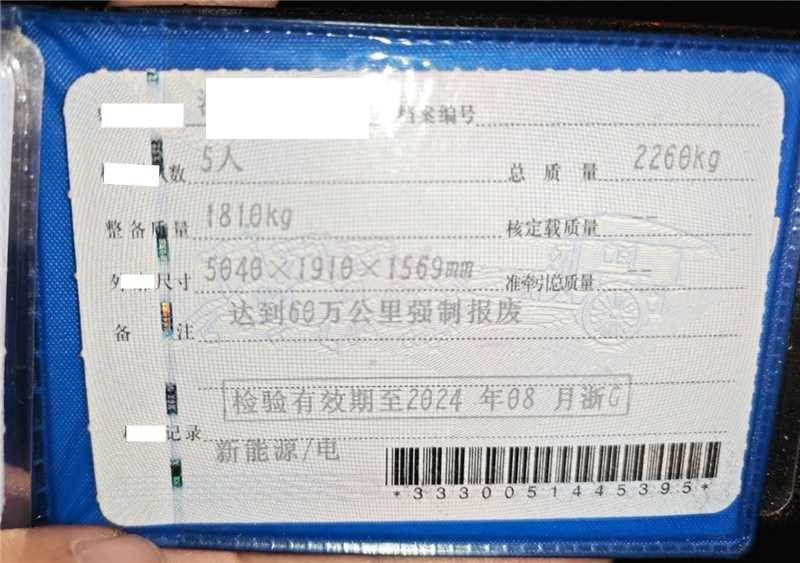 档案编号
数 5人 总质量 2260kg
整备质量 1810kg 核定载质量 --
外 尺寸 5040×1910×1569mm 准牵引总质量 --
备注 达到60万公里强制报废
检验有效期至2024 年08 月浙G
记录 新能源/电
*3330051445395*